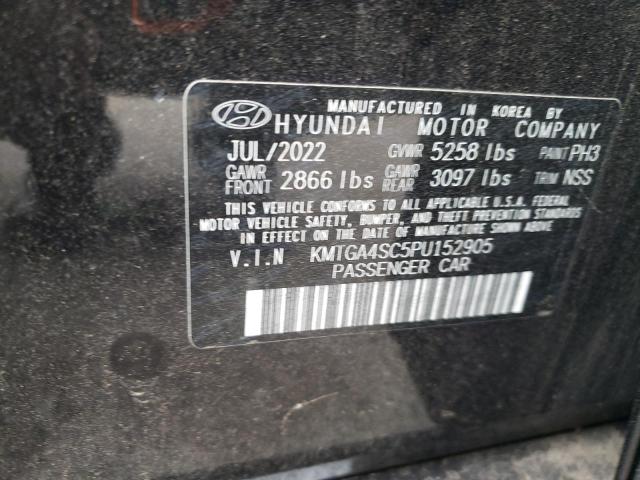 MANUFACTURED IN KOREA BY
HYUNDAI MOTOR COMPANY
JUL/2022 GVWR 5258 lbs PAINT PH3
GAWR FRONT 2866 lbs GAWR REAR 3097 lbs TRIM NSS
THIS VEHICLE CONFORMS TO ALL APPLICABLE U.S.A. FEDERAL
MOTOR VEHICLE SAFETY, BUMPER, AND THEFT PREVENTION STANDARDS
IN EFFECT ON THE DATE OF MANUFACTURE SHOWN ABOVE.
V.I.N KMTGA4SC5PU152905
PASSENGER CAR